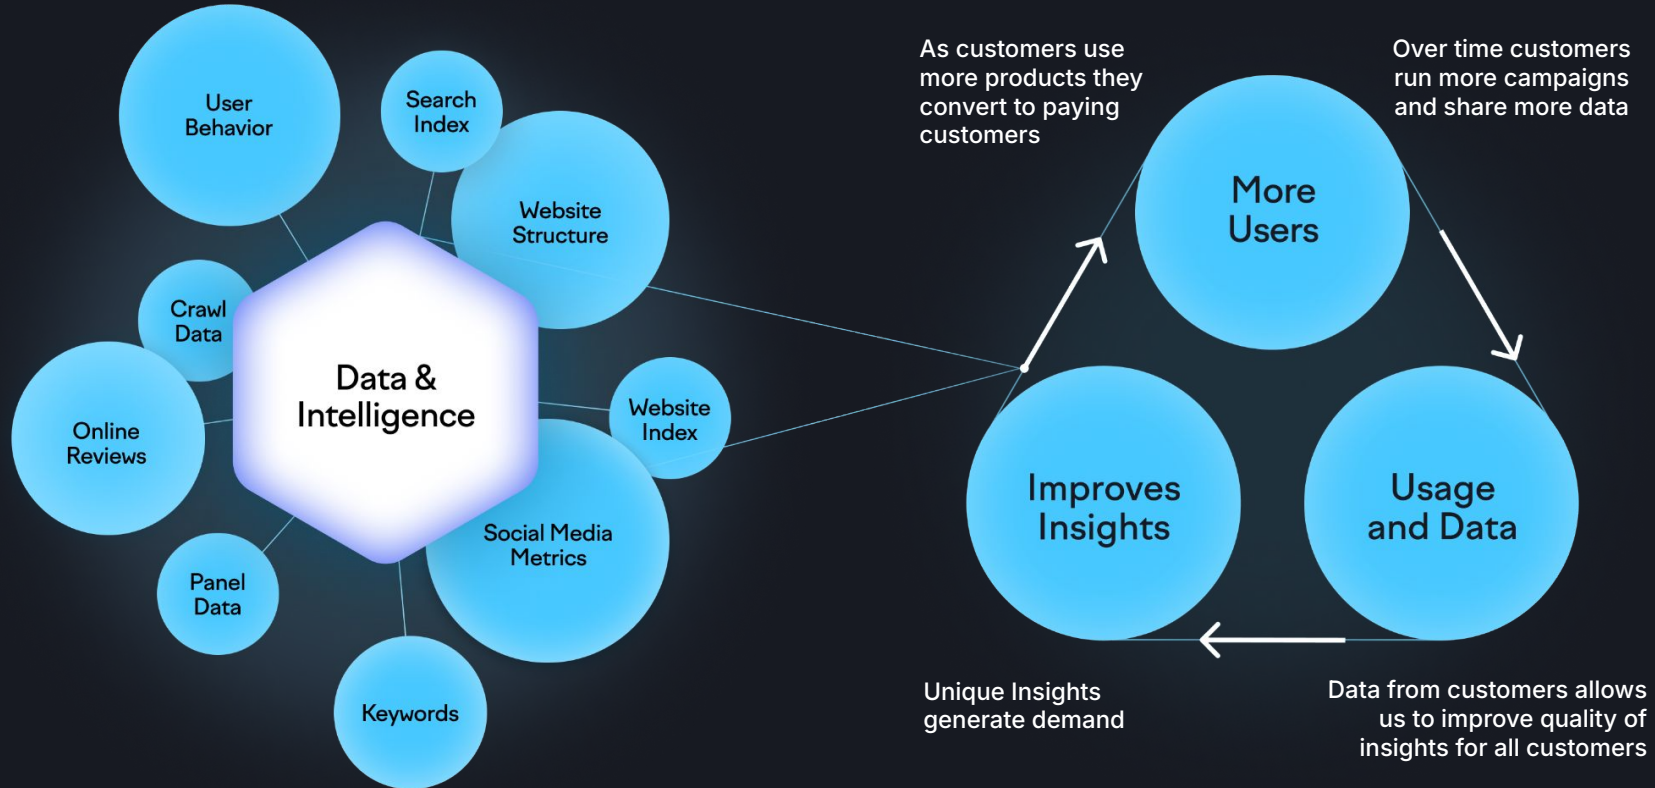 User
Behavior
Search
Index
Website
Structure
Crawl
Data
Data &
Intelligence
Online
Reviews
Website
Index
Social Media
Metrics
Panel
Data
Keywords
As customers use
more products they
convert to paying
customers
Over time customers
run more campaigns
and share more data
More
Users
Improves
Insights
Usage
and Data
Unique Insights
generate demand
Data from customers allows
us to improve quality of
insights for all customers